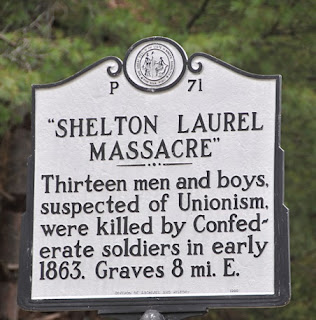 P 71
"SHELTON LAUREL
MASSACRE"
Thirteen men and boys,
suspected of Unionism,
were killed by Confed-
erate soldiers in early
1863. Graves 8 mi. E.